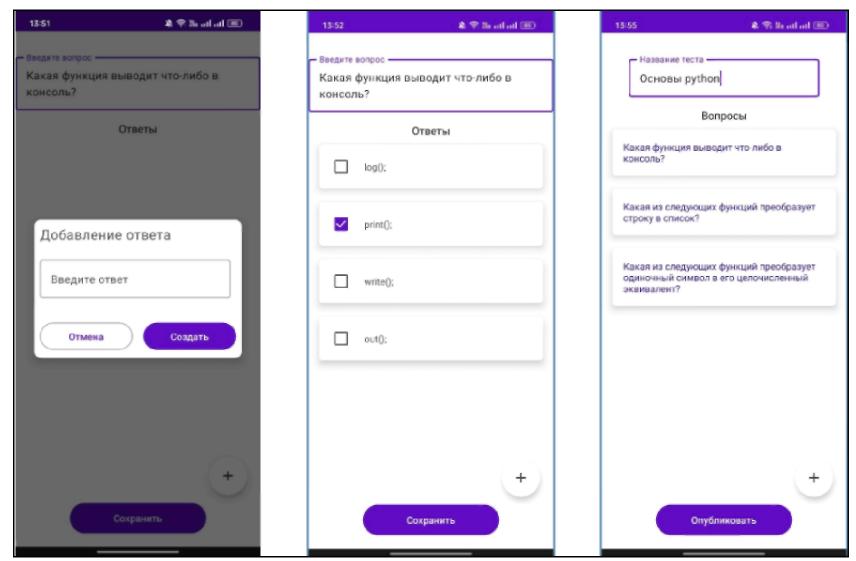 13:51
Введите вопрос
Какая функция выводит что-либо в
консоль?
Ответы
Добавление ответа
Введите ответ
Отмена
Создать
+
Сохранить
13:52
Введите вопрос
Какая функция выводит что-либо в
консоль?
Ответы
log();
print();
write();
out();
+
Сохранить
13:55
Название теста
Основы python
Вопросы
Какая функция выводит что либо в
консоль?
Какая из следующих функций преобразует
строку в список?
Какая из следующих функций преобразует
одиночный символ в его целочисленный
эквивалент?
+
Опубликовать